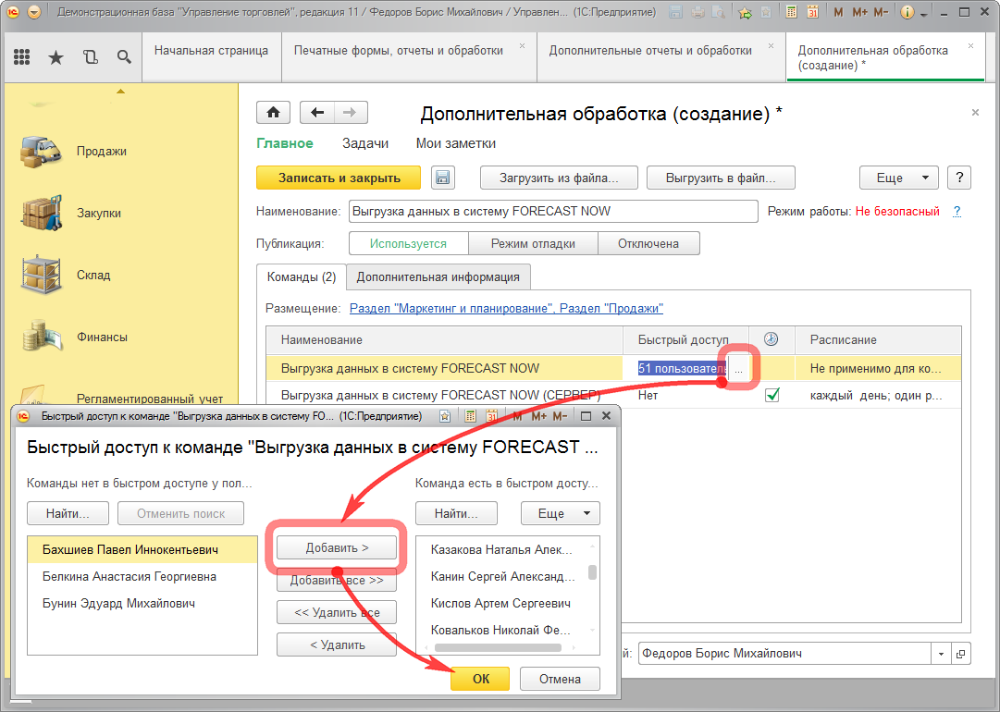 Демонстрационная база "Управление торговлей", редакция 11 / Федоров Борис Михайлович / Управлен... (1С:Предприятие)
M M+ M-
Начальная страница
Печатные формы, отчеты и обработки
Дополнительные отчеты и обработки
Дополнительная обработка
(создание) *
Продажи
Закупки
Склад
Финансы
Регламентированный учет
Дополнительная обработка (создание) *
Главное Задачи Мои заметки
Записать и закрыть Загрузить из файла... Выгрузить в файл... Еще ?
Наименование: Выгрузка данных в систему FORECAST NOW Режим работы: Не безопасный ?
Публикация: Используется Режим отладки Отключена
Команды (2) Дополнительная информация
Размещение: Раздел "Маркетинг и планирование", Раздел "Продажи"
Наименование Быстрый доступ Расписание
Выгрузка данных в систему FORECAST NOW 51 пользователь ... Не применимо для ко...
Выгрузка данных в систему FORECAST NOW (СЕРВЕР) Нет каждый день; один р...
й: Федоров Борис Михайлович
Быстрый доступ к команде "Выгрузка данных в систему FO... (1С:Предприятие) M M+ M-
Быстрый доступ к команде "Выгрузка данных в систему FORECAST ...
Команды нет в быстром доступе у пол... Команда есть в быстром досту...
Найти... Отменить поиск Найти... Еще
Бахшиев Павел Иннокентьевич
Белкина Анастасия Георгиевна
Бунин Эдуард Михайлович
Добавить >
Добавить все >>
<< Удалить все
< Удалить
Казакова Наталья Алек...
Канин Сергей Александ...
Кислов Артем Сергеевич
Ковальков Николай Фе...
ОК Отмена